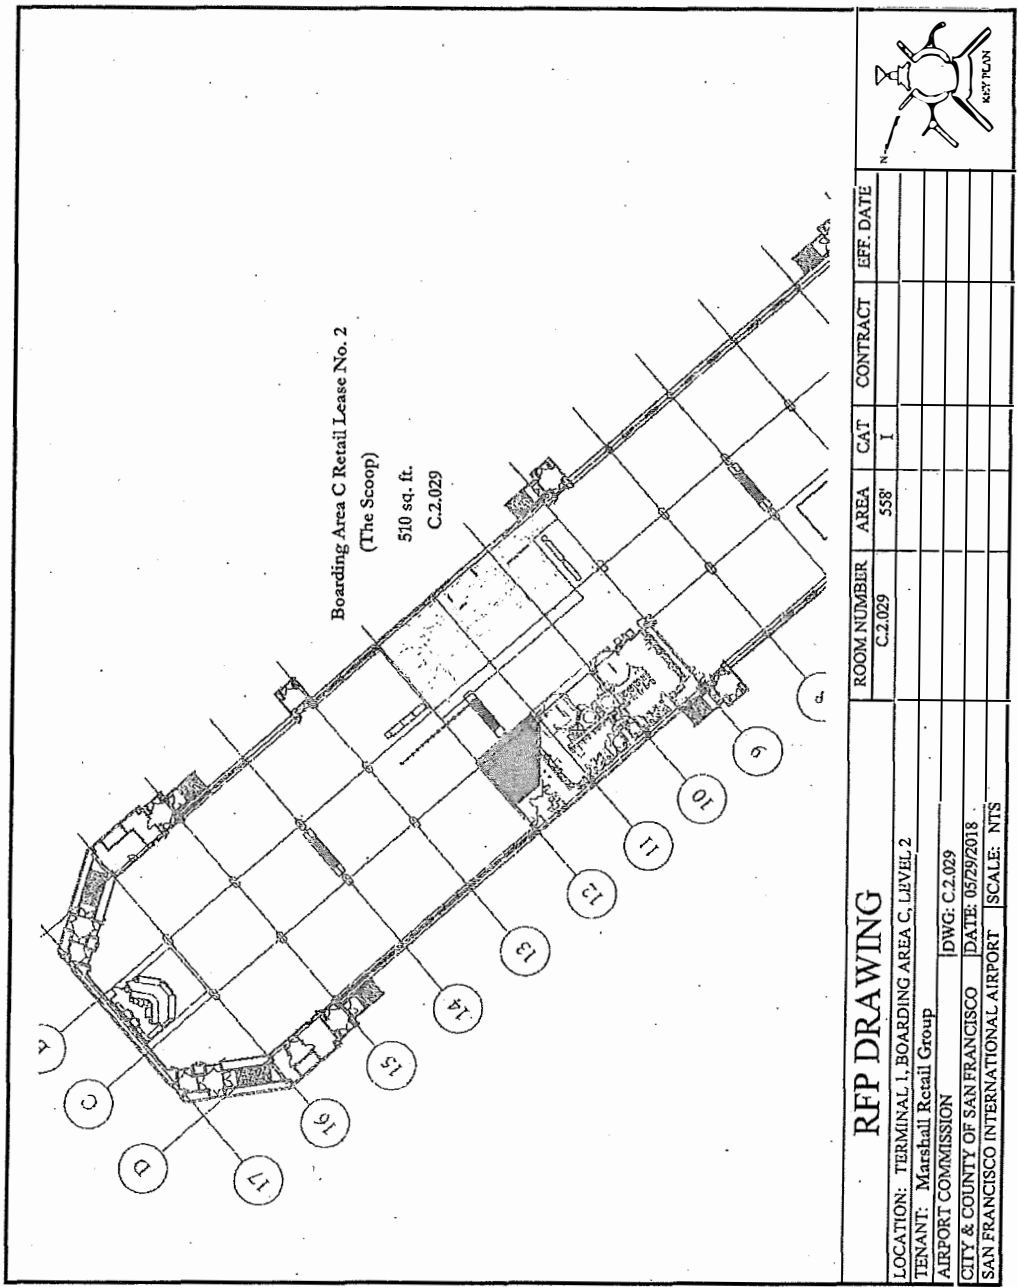 Boarding Area C Retail Lease No. 2
(The Scoop)
510 sq. ft.
C.2.029
C
D
17
16
15
14
13
12
11
10
9
RFP DRAWING
LOCATION: TERMINAL 1, BOARDING AREA C, LEVEL 2
TENANT: Marshall Retail Group
AIRPORT COMMISSION DWG: C.2.029
CITY & COUNTY OF SAN FRANCISCO DATE: 05/29/2018
SAN FRANCISCO INTERNATIONAL AIRPORT SCALE: NTS
ROOM NUMBER AREA CAT CONTRACT EFF. DATE
C.2.029 558' I
N
KEY PLAN